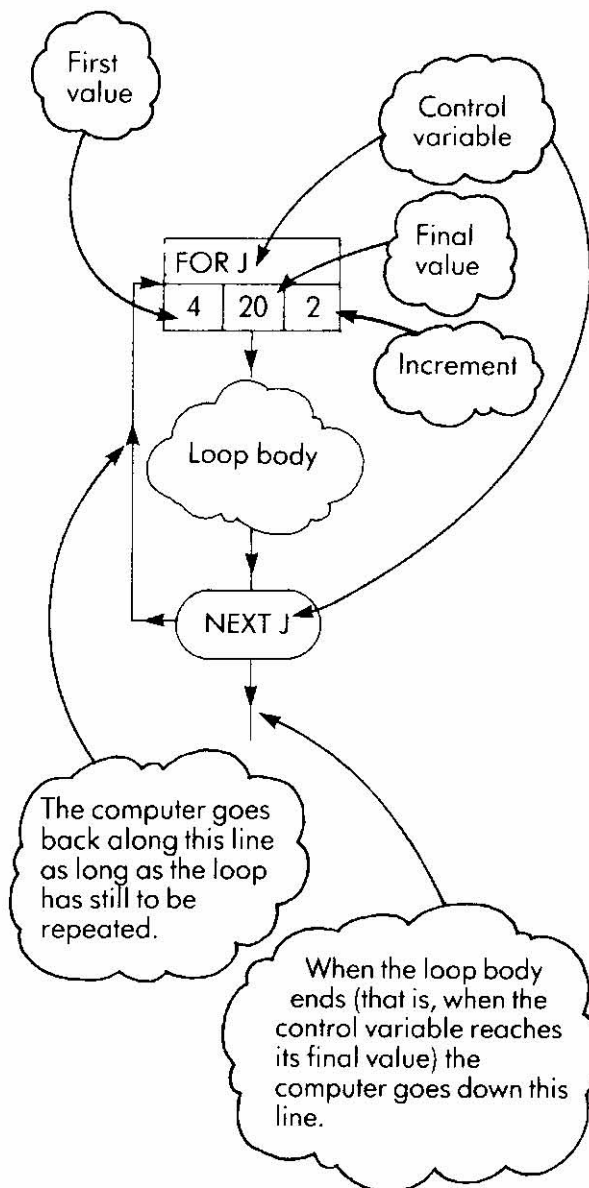 First
value
Control
variable
FOR J
Final
value
4 20 2
Increment
Loop body
NEXT J
The computer goes
back along this line
as long as the loop
has still to be
repeated.
When the loop body
ends (that is, when the
control variable reaches
its final value) the
computer goes down this
line.